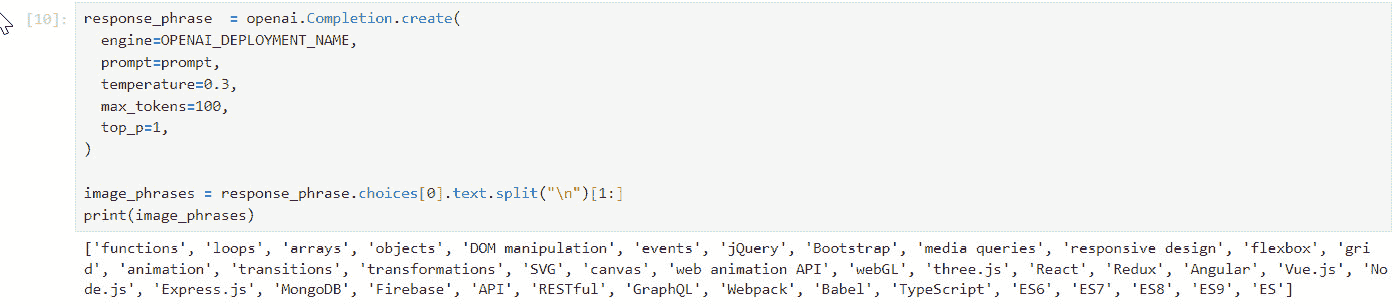 [10]: response_phrase  = openai.Completion.create(
  engine=OPENAI_DEPLOYMENT_NAME,
  prompt=prompt,
  temperature=0.3,
  max_tokens=100,
  top_p=1,
)
image_phrases = response_phrase.choices[0].text.split("\n")[1:]
print(image_phrases)
['functions', 'loops', 'arrays', 'objects', 'DOM manipulation', 'events', 'jQuery', 'Bootstrap', 'media queries', 'responsive design', 'flexbox', 'gri
d', 'animation', 'transitions', 'transformations', 'SVG', 'canvas', 'web animation API', 'webGL', 'three.js', 'React', 'Redux', 'Angular', 'Vue.js', 'No
de.js', 'Express.js', 'MongoDB', 'Firebase', 'API', 'RESTful', 'GraphQL', 'Webpack', 'Babel', 'TypeScript', 'ES6', 'ES7', 'ES8', 'ES9', 'ES']